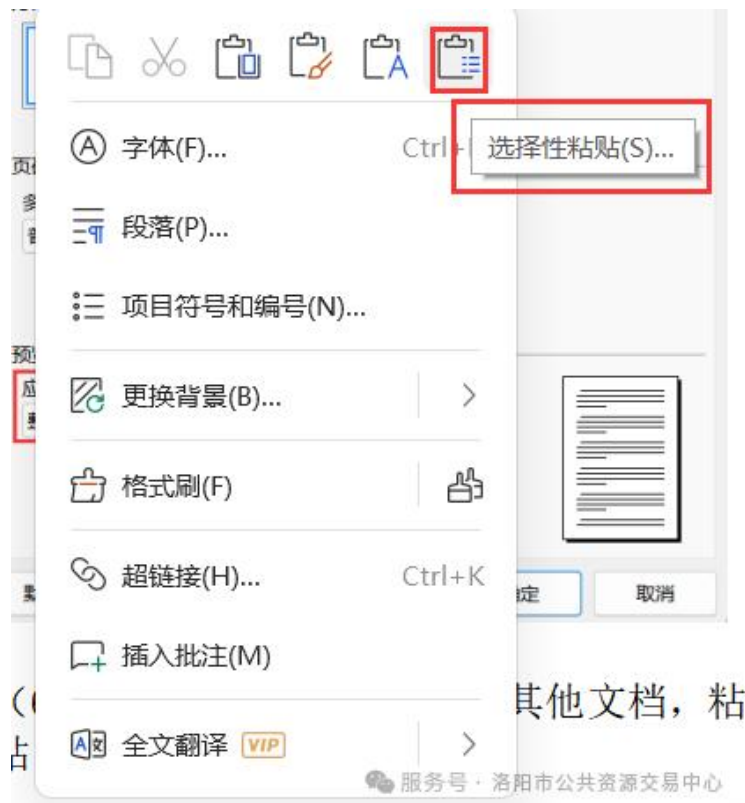 字体(F)...
选择性粘贴(S)...
段落(P)...
项目符号和编号(N)...
更换背景(B)...
格式刷(F)
超链接(H)... Ctrl+K
取消
插入批注(M)
其他文档，粘
全文翻译 VIP
服务号 · 洛阳市公共资源交易中心